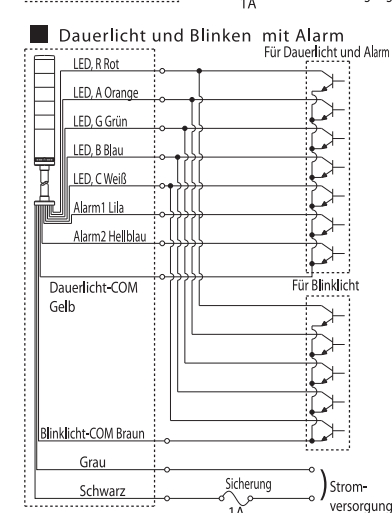 1A
Dauerlicht und Blinken mit Alarm
Für Dauerlicht und Alarm
LED, R Rot
LED, A Orange
LED, G Grün
LED, B Blau
LED, C Weiß
Alarm1 Lila
Alarm2 Hellblau
Dauerlicht-COM
Gelb
Für Blinklicht
Blinklicht-COM Braun
Grau
Schwarz
Sicherung
1A
Strom-
versorgung